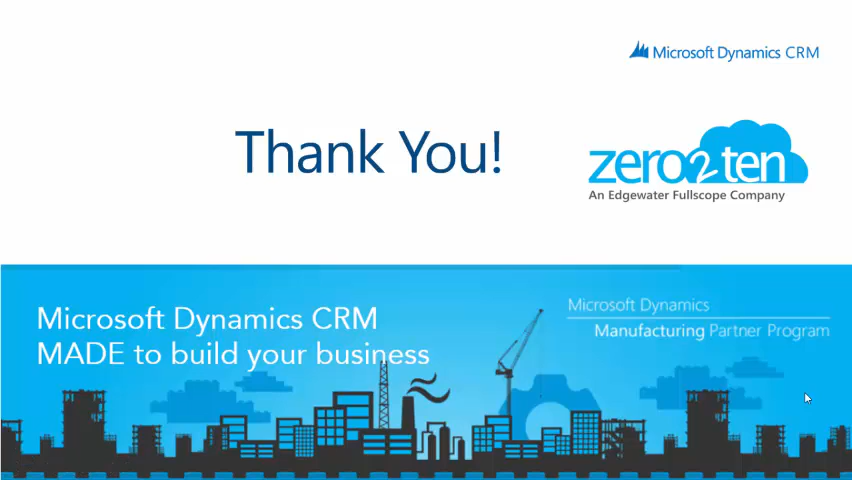 Microsoft Dynamics CRM
Thank You!
zero2ten
An Edgewater Fullscope Company
Microsoft Dynamics CRM
MADE to build your business
Microsoft Dynamics
Manufacturing Partner Program